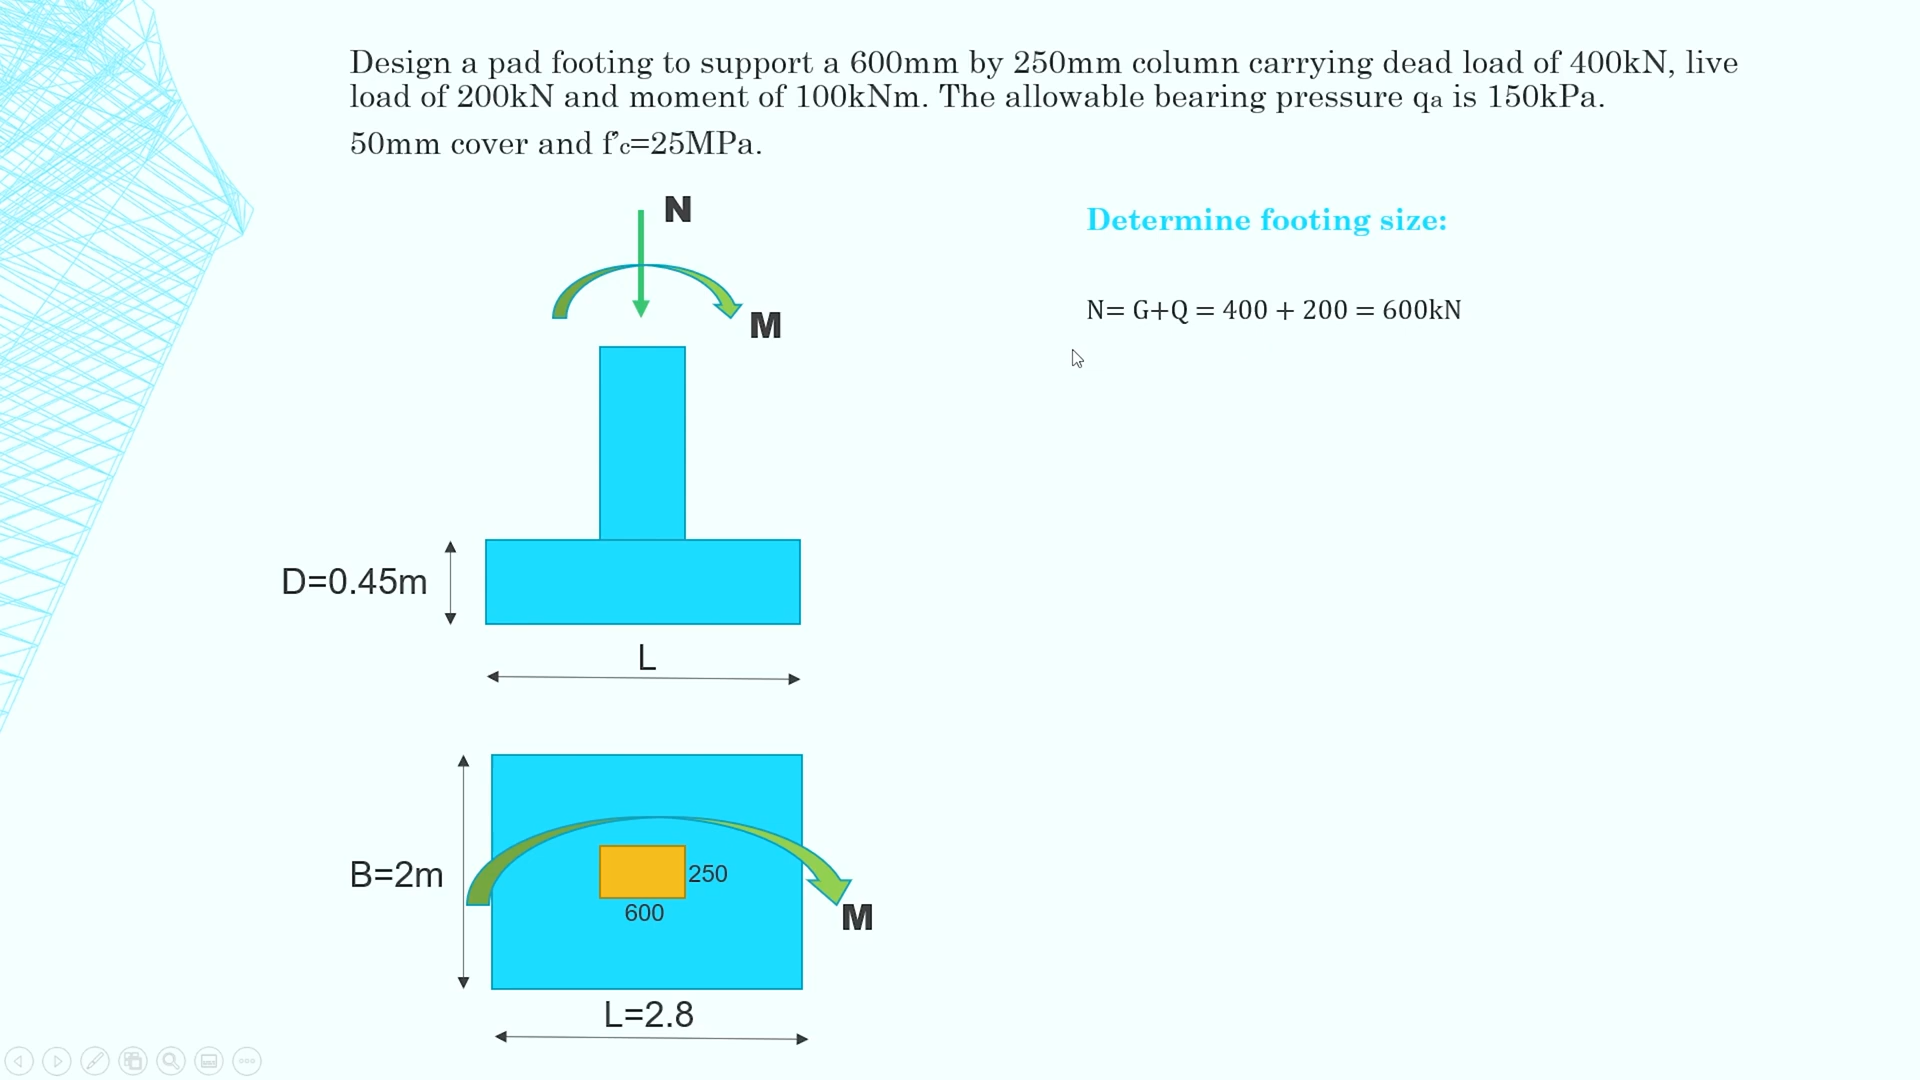 Design a pad footing to support a 600mm by 250mm column carrying dead load of 400kN, live
load of 200kN and moment of 100kNm. The allowable bearing pressure qa is 150kPa.
50mm cover and f'c=25MPa.
N
Determine footing size:
N= G+Q = 400 + 200 = 600kN
M
D=0.45m
L
B=2m
250
600
M
L=2.8